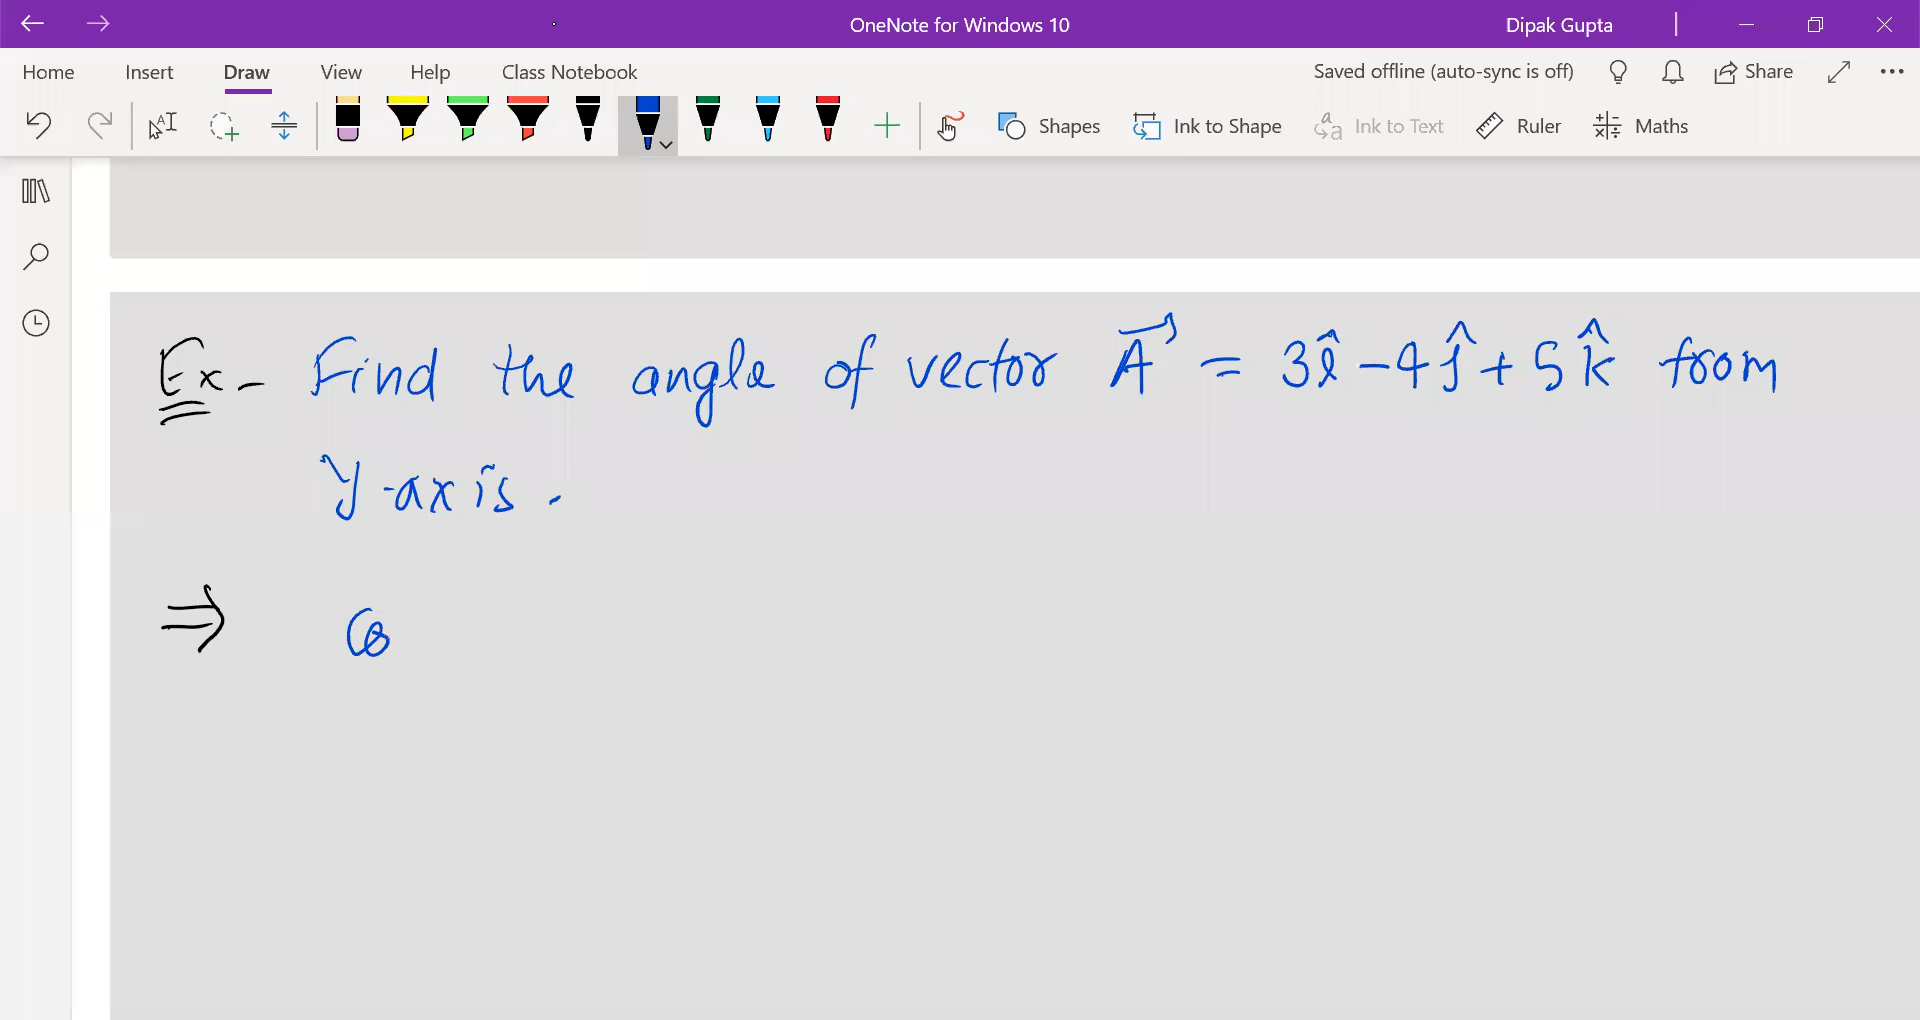 OneNote for Windows 10
Dipak Gupta
Home Insert Draw View Help Class Notebook
Saved offline (auto-sync is off) Share
Shapes Ink to Shape Ink to Text Ruler Maths
Ex - Find the angle of vector A⃗ = 3î - 4ĵ + 5k̂ from
Y-axis.
⇒ Cos